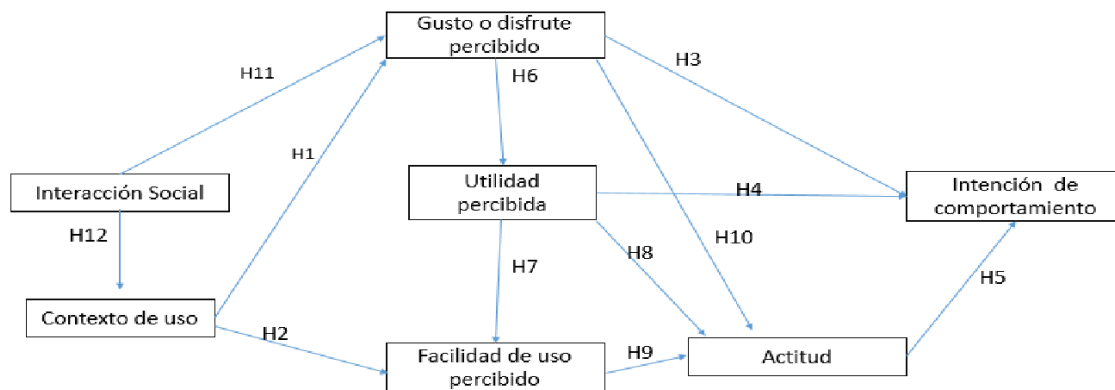 Gusto o disfrute
percibido
H11
H6
H3
H1
Interacción Social
Utilidad
percibida
H4
Intención de
comportamiento
H12
H10
H8
H7
H5
Contexto de uso
H2
Facilidad de uso
percibido
H9
Actitud